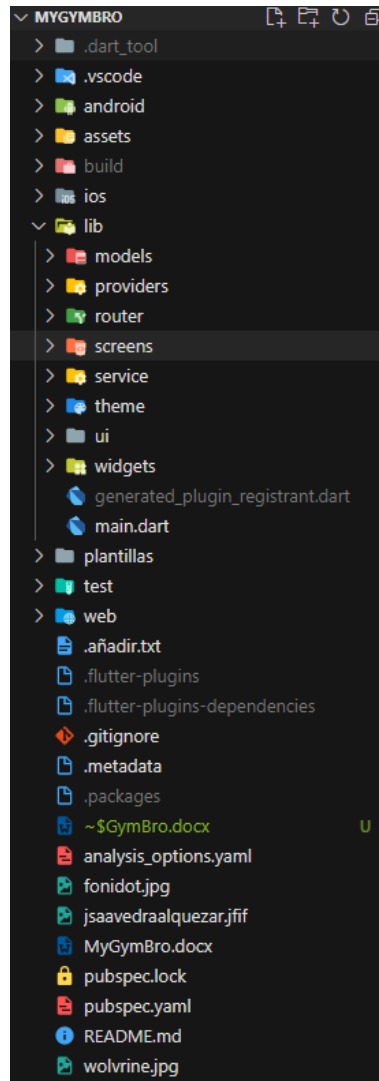 MYGYMBRO
.dart_tool
.vscode
android
assets
build
ios
lib
models
providers
router
screens
service
theme
ui
widgets
generated_plugin_registrant.dart
main.dart
plantillas
test
web
.añadir.txt
.flutter-plugins
.flutter-plugins-dependencies
.gitignore
.metadata
.packages
~$GymBro.docx U
analysis_options.yaml
fonidot.jpg
jsaavedraalquezar.jfif
MyGymBro.docx
pubspec.lock
pubspec.yaml
README.md
wolvrine.jpg